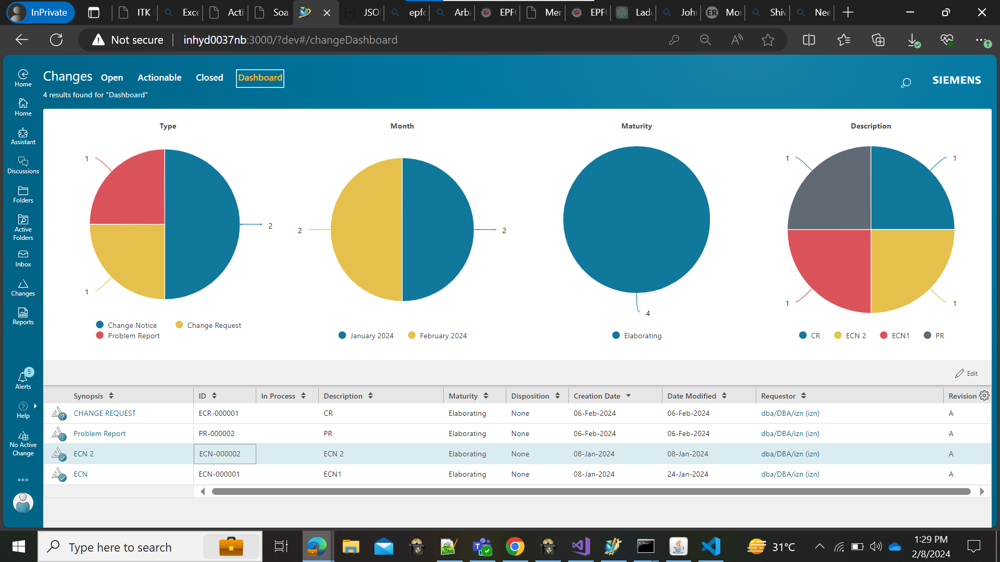 InPrivate
ITK
Exce
Acti
Soa
JSO
epfo
Arba
EPF
Mer
EPF
Lad
Joh
ER
Mo
Shiv
Nee
Not secure
inhyd0037nb:3000/?dev#/changeDashboard
Changes Open Actionable Closed Dashboard
SIEMENS
4 results found for "Dashboard"
Home
Home
Assistant
Discussions
Folders
Active
Folders
Inbox
Changes
Reports
5
Alerts
Help
No Active
Change
Type
1
2
1
Change Notice
Change Request
Problem Report
Month
2
2
January 2024
February 2024
Maturity
4
Elaborating
Description
1
1
1
1
CR
ECN 2
ECN1
PR
Edit
Synopsis ID In Process Description Maturity Disposition Creation Date Date Modified Requestor Revision
CHANGE REQUEST ECR-000001 CR Elaborating None 06-Feb-2024 06-Feb-2024 dba/DBA/izn (izn) A
Problem Report PR-000002 PR Elaborating None 06-Feb-2024 06-Feb-2024 dba/DBA/izn (izn) A
ECN 2 ECN-000002 ECN 2 Elaborating None 08-Jan-2024 08-Jan-2024 dba/DBA/izn (izn) A
ECN ECN-000001 ECN1 Elaborating None 08-Jan-2024 24-Jan-2024 dba/DBA/izn (izn) A
Type here to search
31°C
1:29 PM
2/8/2024